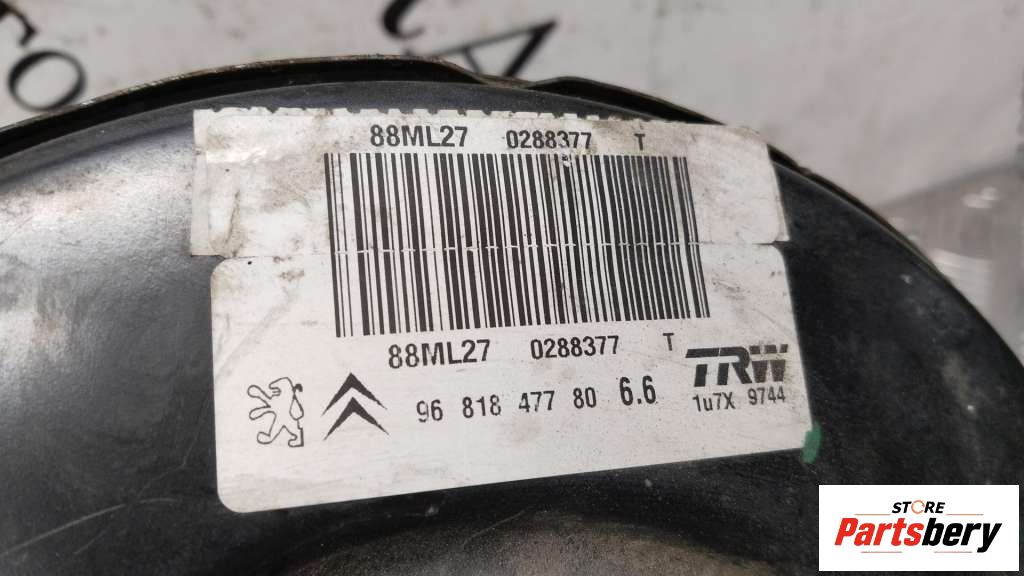 88ML27 0288377 T
88ML27 0288377 T
96 818 477 80 6.6
TRW
1u7X 9744
STORE
Partsbery